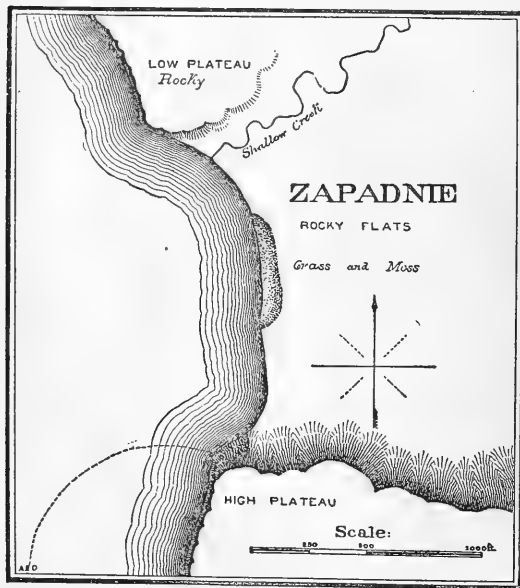 LOW PLATEAU
Rocky
Shallow Creek
ZAPADNIE
ROCKY FLATS
Grass and Moss
HIGH PLATEAU
Scale:
250 500 1000ft.